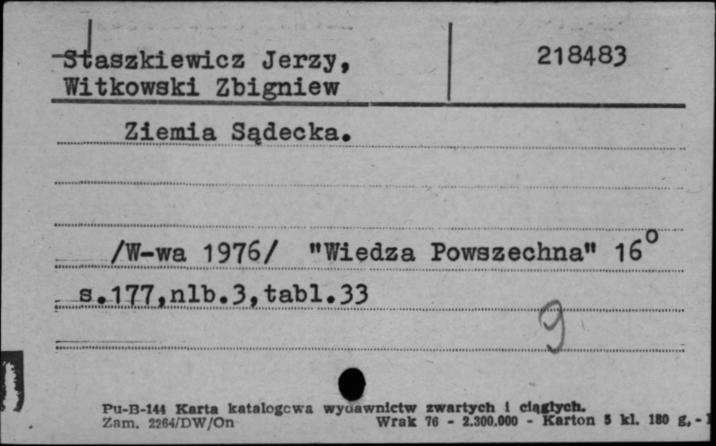 Staszkiewicz Jerzy,
218483
Witkowski Zbigniew
Ziemia Sądecka.
/W-wa 1976/ "Wiedza Powszechna" 16°
s.177,nlb.3,tabl.33
9
Pu-B-144 Karta katalogowa wydawnictw zwartych i ciągłych.
Zam. 2264/DW/On Wrak 76 - 2.300.000 - Karton 5 kl. 180 g, -